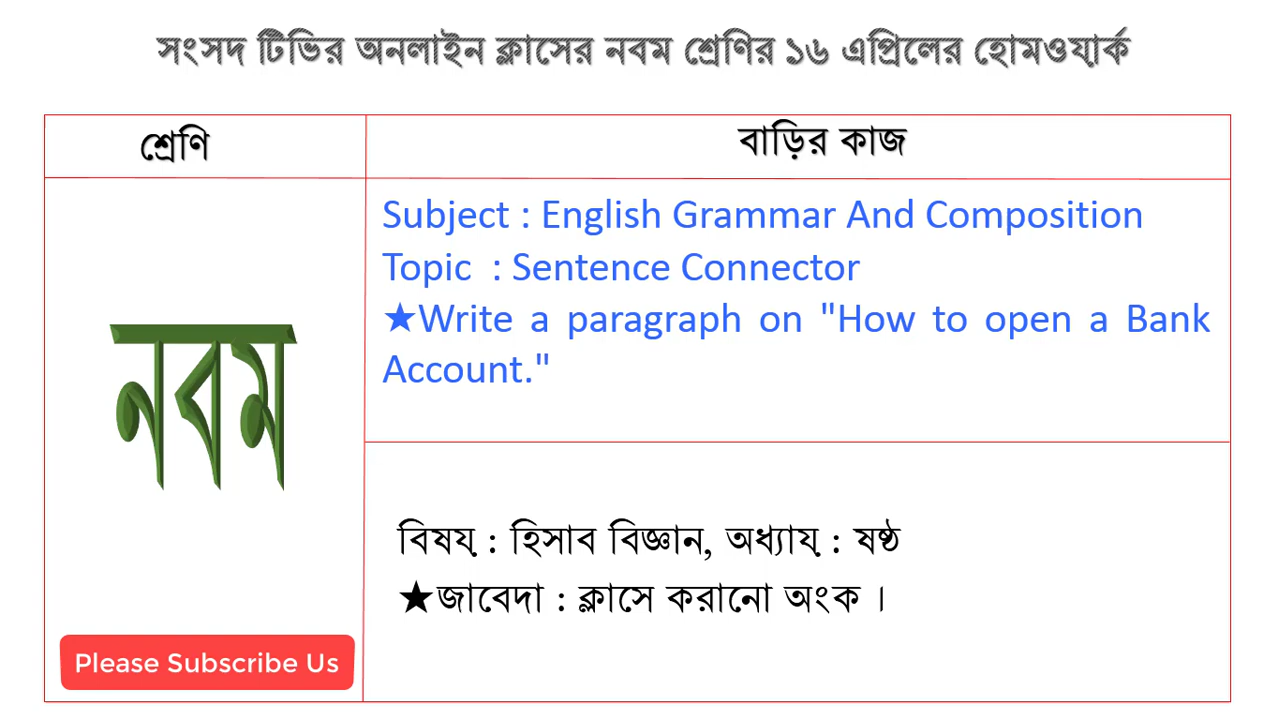 সংসদ টিভির অনলাইন ক্লাসের নবম শ্রেণির ১৬ এপ্রিলের হোমওয়ার্ক
শ্রেণি
বাড়ির কাজ
নবম
Subject : English Grammar And Composition
Topic : Sentence Connector
★Write a paragraph on "How to open a Bank
Account."
বিষয় : হিসাব বিজ্ঞান, অধ্যায় : ষষ্ঠ
★জাবেদা : ক্লাসে করানো অংক ।
Please Subscribe Us